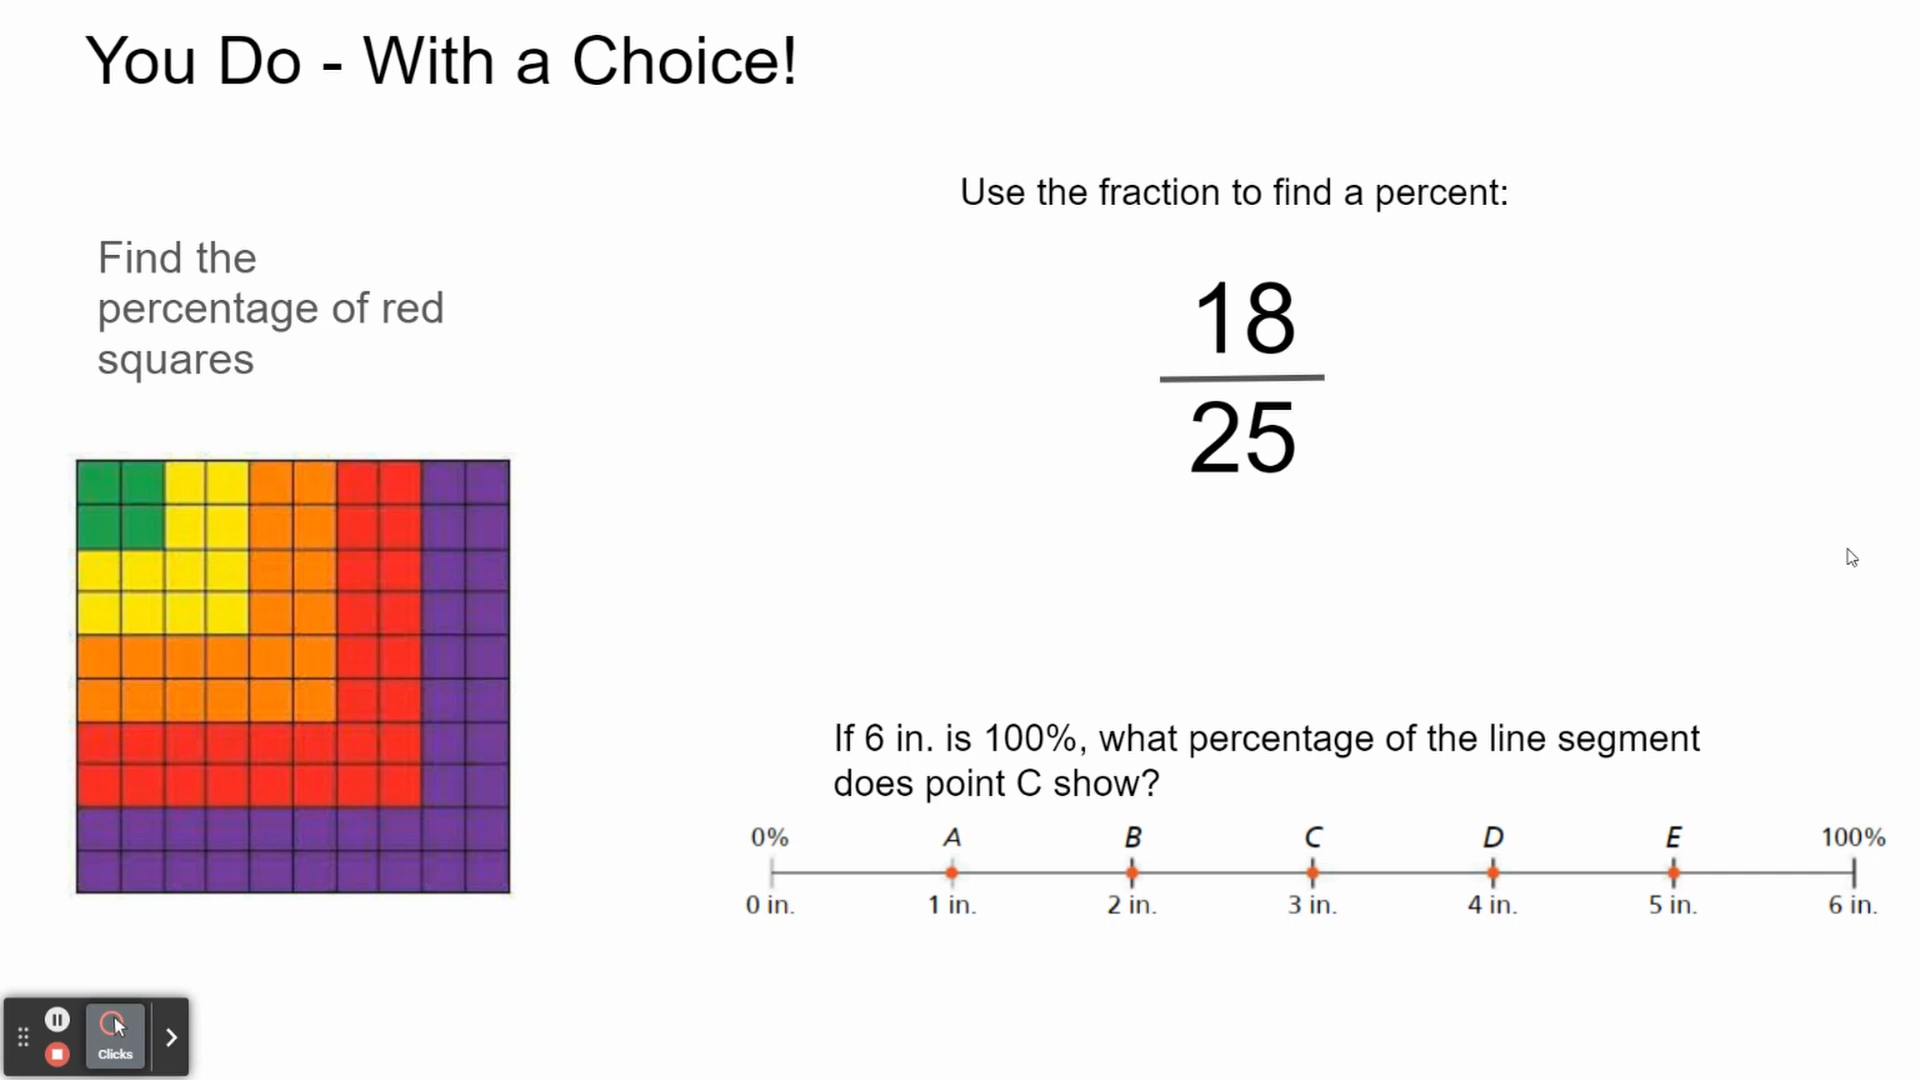 You Do - With a Choice!
Use the fraction to find a percent:
Find the
percentage of red
squares
18
25
If 6 in. is 100%, what percentage of the line segment
does point C show?
0% A B C D E 100%
0 in. 1 in. 2 in. 3 in. 4 in. 5 in. 6 in.
Clicks